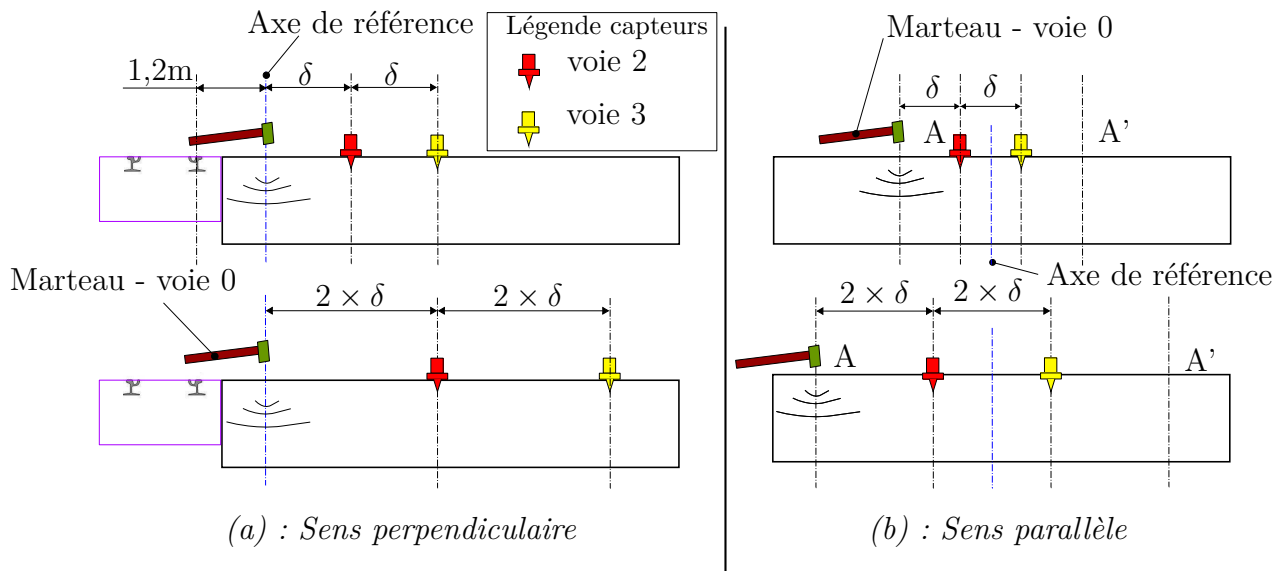 Axe de référence
Légende capteurs
voie 2
voie 3
1,2m
δ
δ
Marteau - voie 0
2 × δ
2 × δ
(a) : Sens perpendiculaire
Marteau - voie 0
δ
δ
A
A'
Axe de référence
2 × δ
2 × δ
A
A'
(b) : Sens parallèle